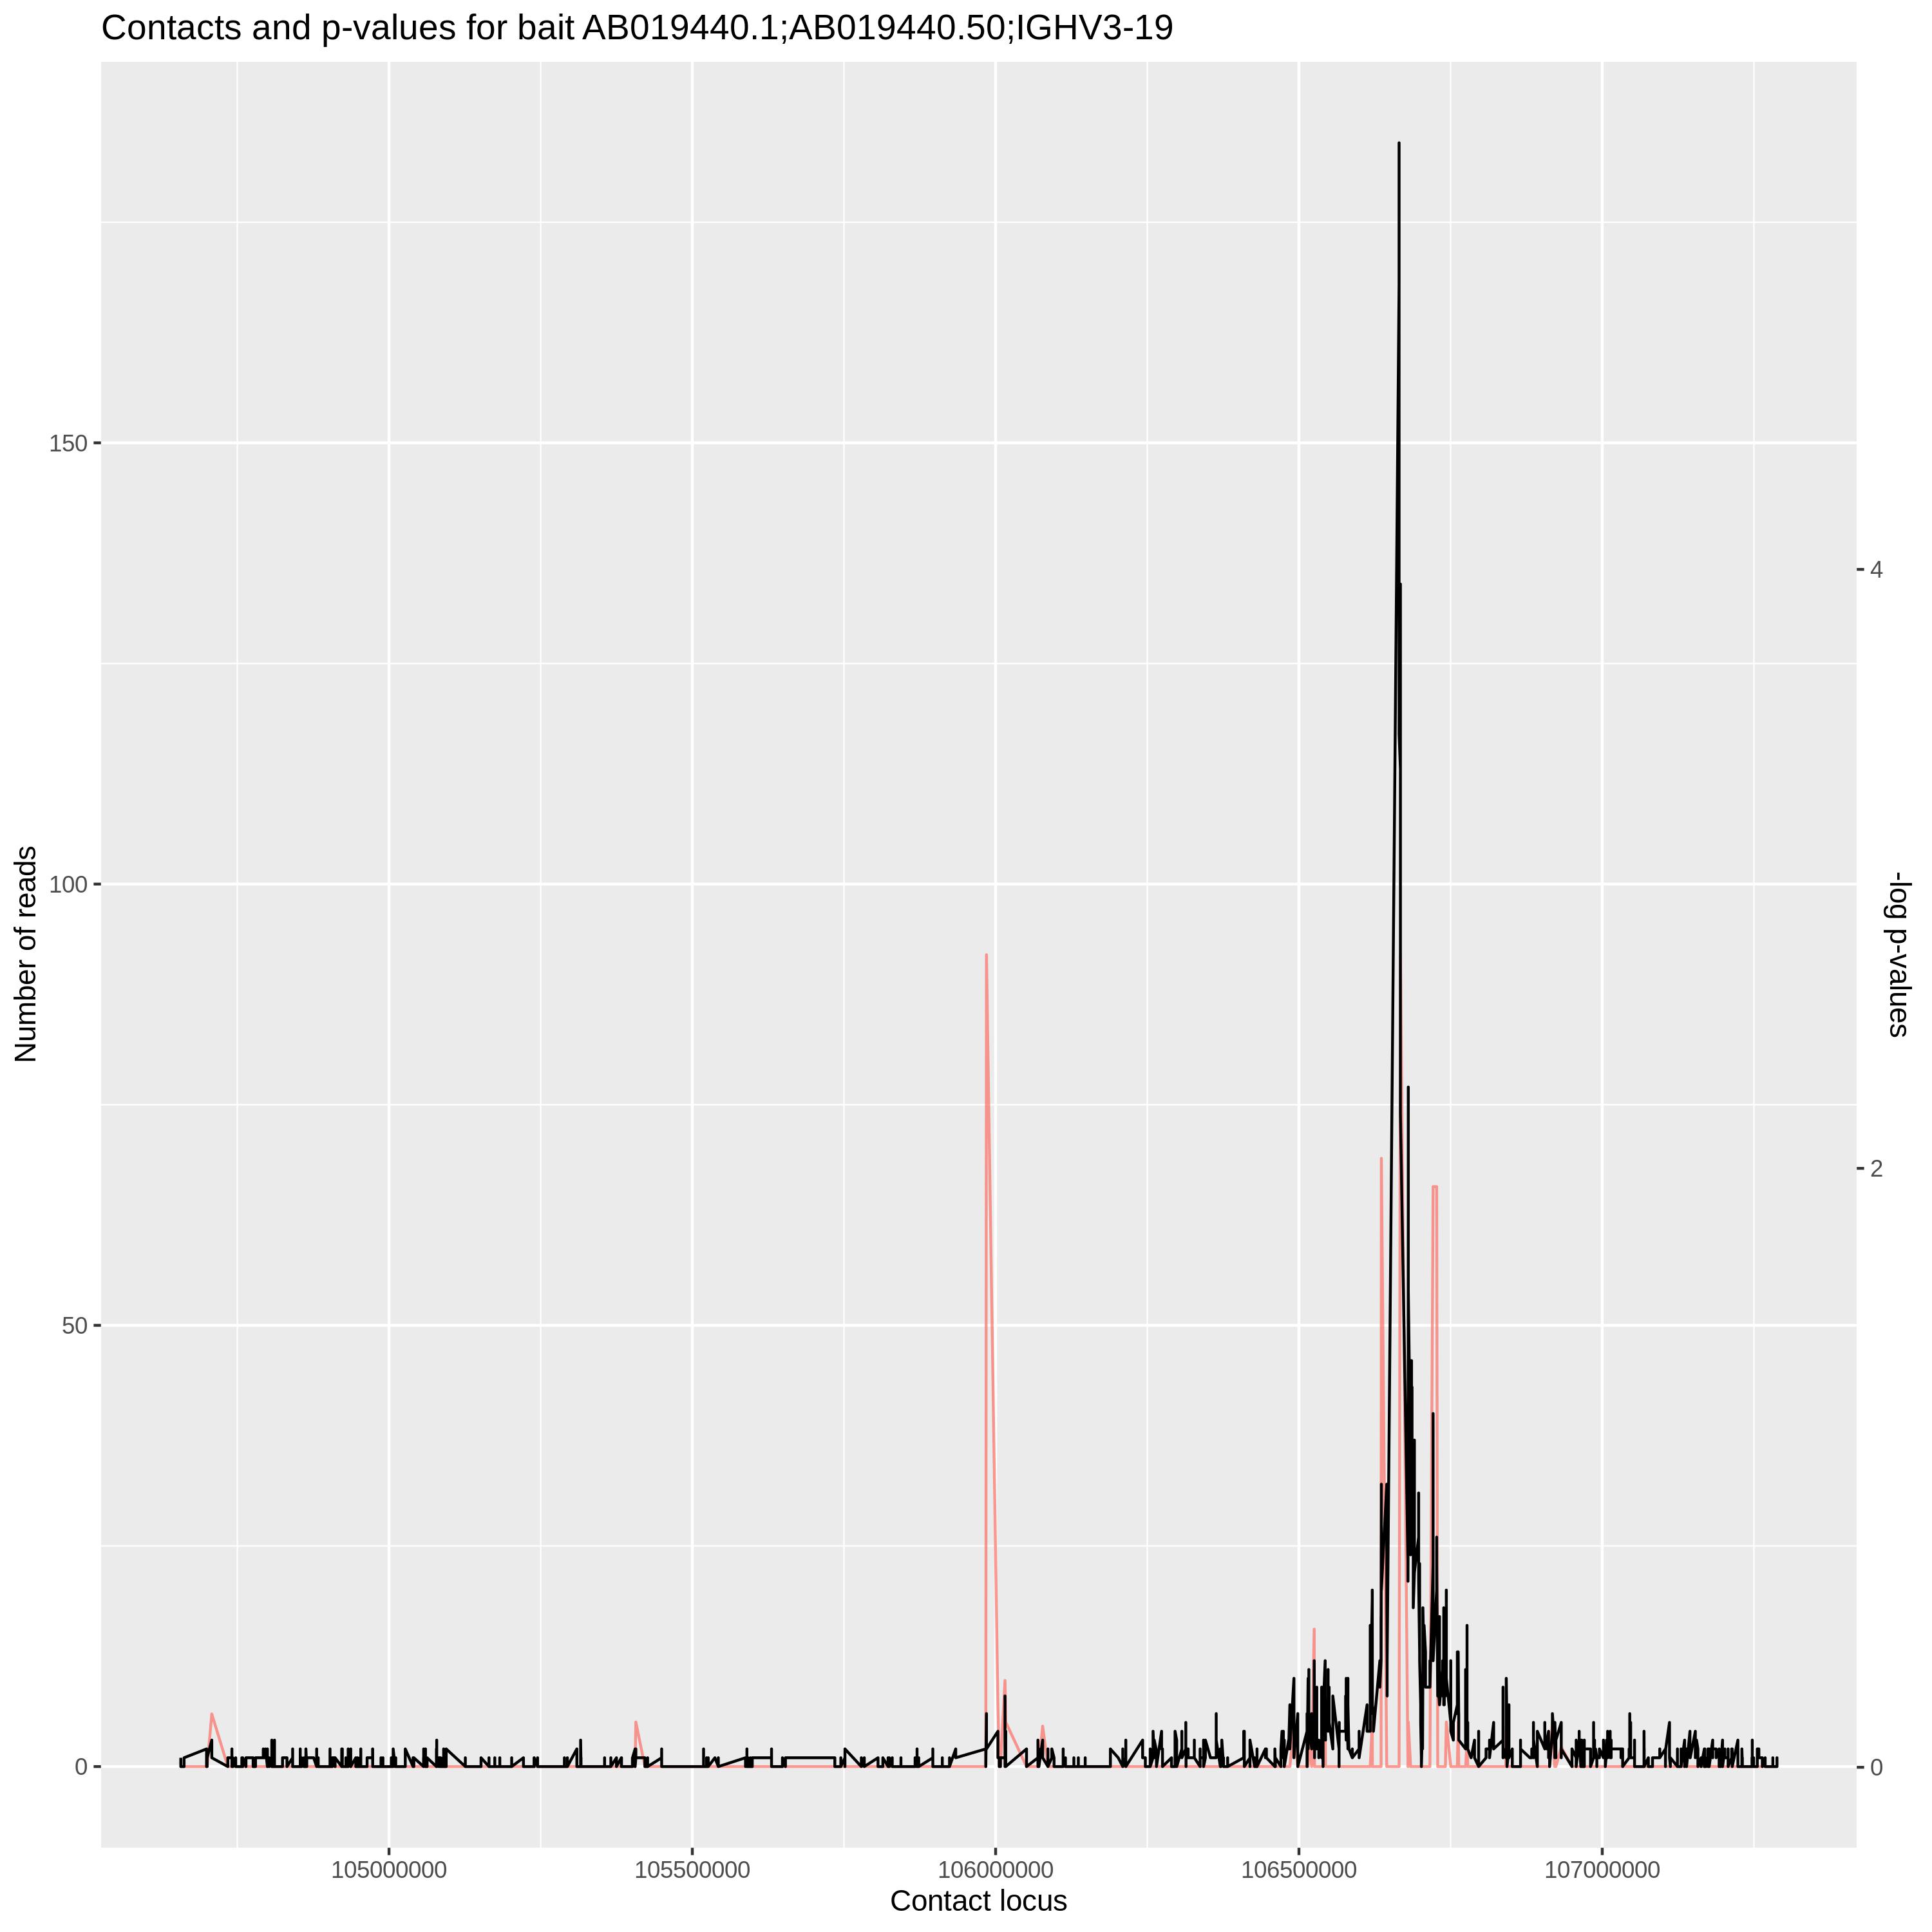 Contacts and p-values for bait AB019440.1;AB019440.50;IGHV3-19
150
100
50
0
Number of reads
4
2
0
-log p-values
105000000 105500000 106000000 106500000 107000000
Contact locus